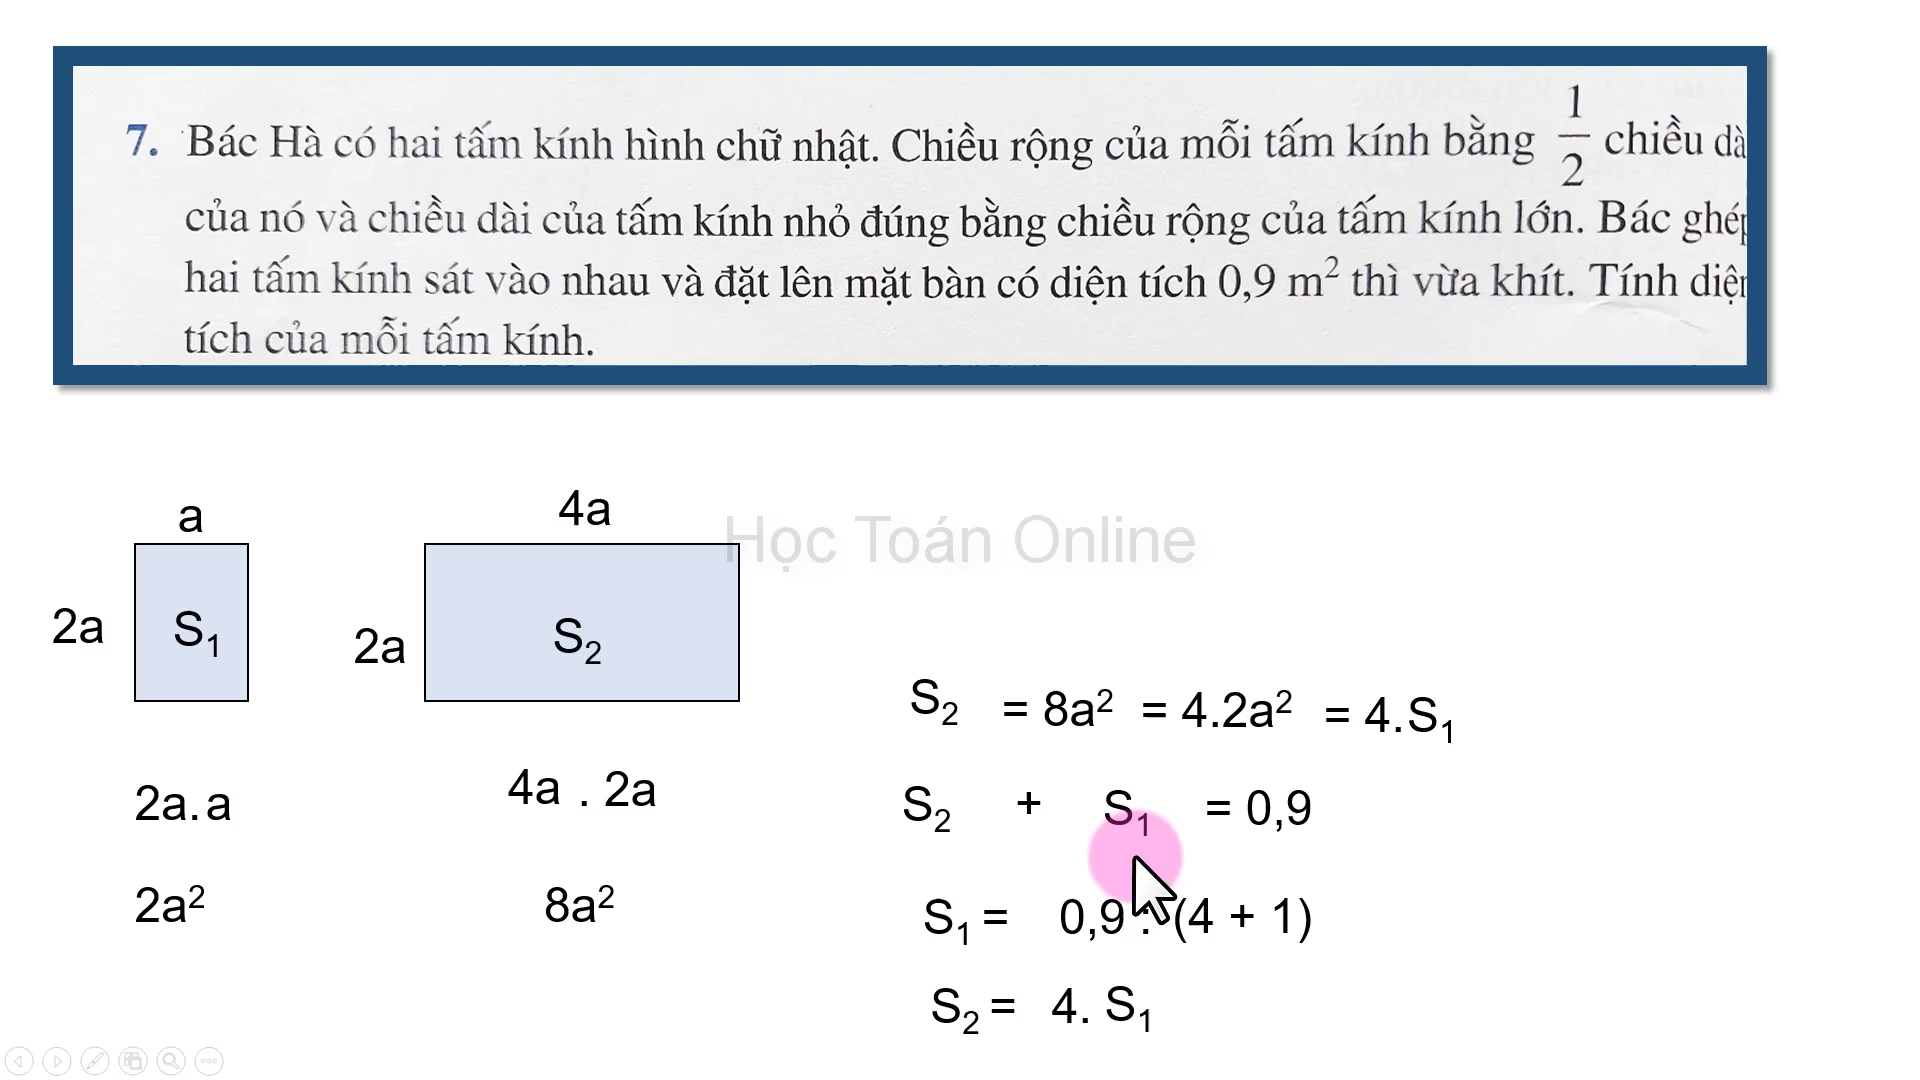 7. Bác Hà có hai tấm kính hình chữ nhật. Chiều rộng của mỗi tấm kính bằng 1/2 chiều dà
của nó và chiều dài của tấm kính nhỏ đúng bằng chiều rộng của tấm kính lớn. Bác ghép
hai tấm kính sát vào nhau và đặt lên mặt bàn có diện tích 0,9 m² thì vừa khít. Tính diện
tích của mỗi tấm kính.
a
4a
Học Toán Online
2a
S₁
2a
S₂
S₂ = 8a² = 4.2a² = 4.S₁
2a.a
4a . 2a
S₂ + S₁ = 0,9
2a²
8a²
S₁ = 0,9 : (4 + 1)
S₂ = 4. S₁